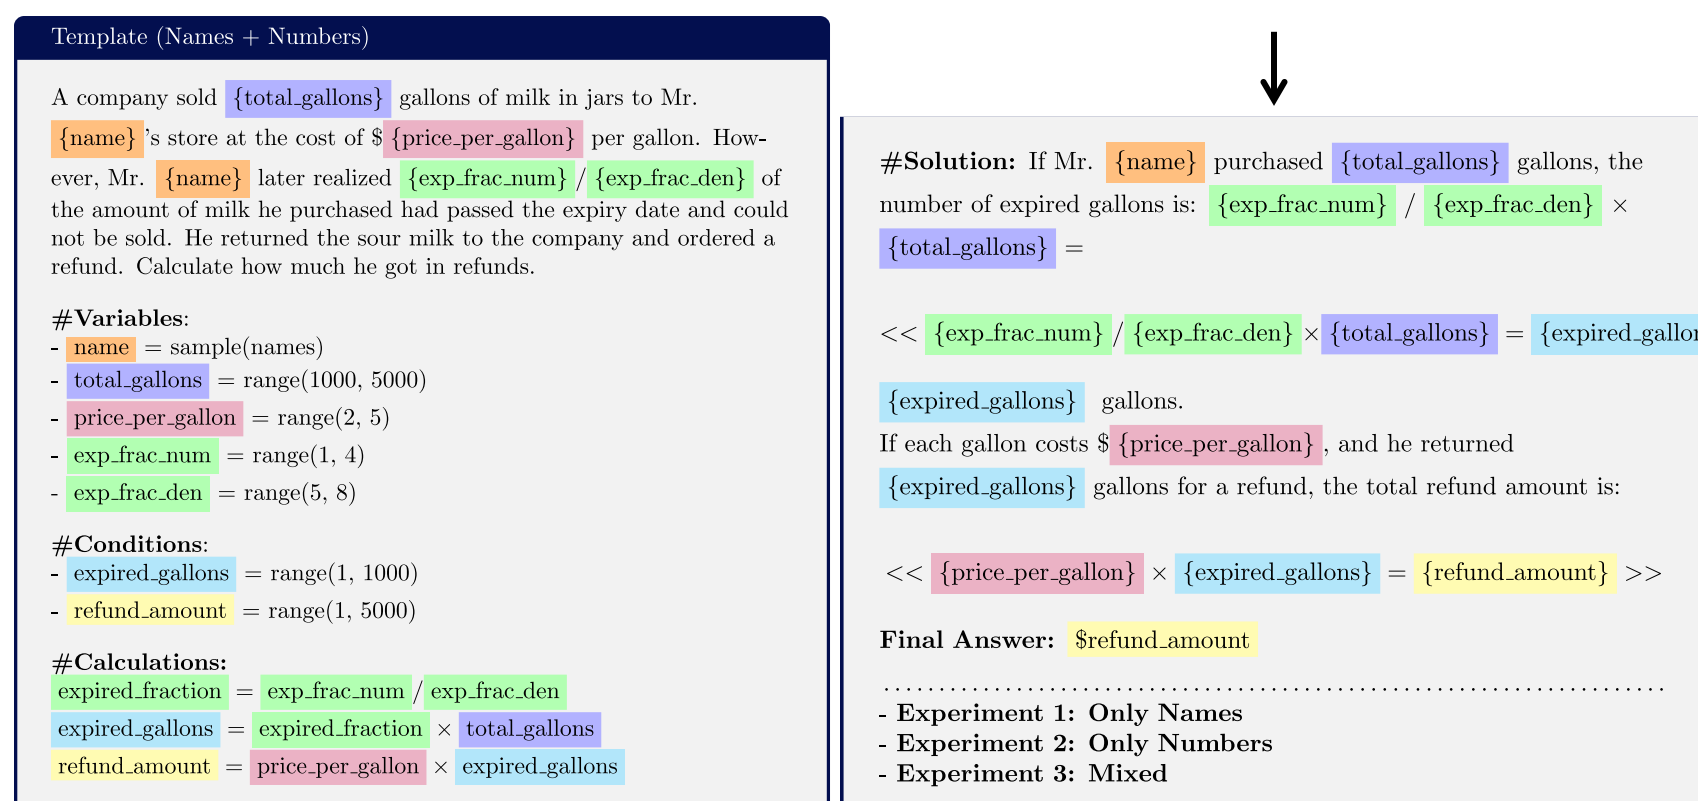 Template (Names + Numbers)
A company sold {total_gallons} gallons of milk in jars to Mr.
{name} 's store at the cost of ${price_per_gallon} per gallon. How-
ever, Mr. {name} later realized {exp_frac_num}/{exp_frac_den} of
the amount of milk he purchased had passed the expiry date and could
not be sold. He returned the sour milk to the company and ordered a
refund. Calculate how much he got in refunds.
#Variables:
- name = sample(names)
- total_gallons = range(1000, 5000)
- price_per_gallon = range(2, 5)
- exp_frac_num = range(1, 4)
- exp_frac_den = range(5, 8)
#Conditions:
- expired_gallons = range(1, 1000)
- refund_amount = range(1, 5000)
#Calculations:
expired_fraction = exp_frac_num/exp_frac_den
expired_gallons = expired_fraction × total_gallons
refund_amount = price_per_gallon × expired_gallons
#Solution: If Mr. {name} purchased {total_gallons} gallons, the
number of expired gallons is: {exp_frac_num} / {exp_frac_den} ×
{total_gallons} =
<< {exp_frac_num}/{exp_frac_den}×{total_gallons} = {expired_gallon
{expired_gallons} gallons.
If each gallon costs ${price_per_gallon}, and he returned
{expired_gallons} gallons for a refund, the total refund amount is:
<< {price_per_gallon} × {expired_gallons} = {refund_amount} >>
Final Answer: $refund_amount
- Experiment 1: Only Names
- Experiment 2: Only Numbers
- Experiment 3: Mixed